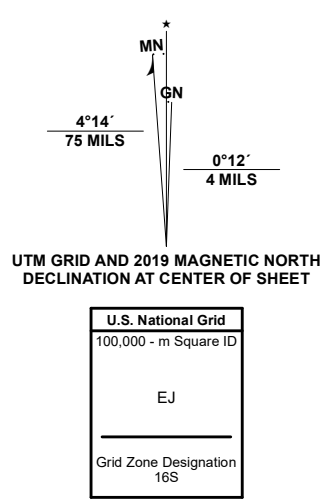 MN
GN
4°14´
75 MILS
0°12´
4 MILS
UTM GRID AND 2019 MAGNETIC NORTH
DECLINATION AT CENTER OF SHEET
U.S. National Grid
100,000 - m Square ID
EJ
Grid Zone Designation
16S